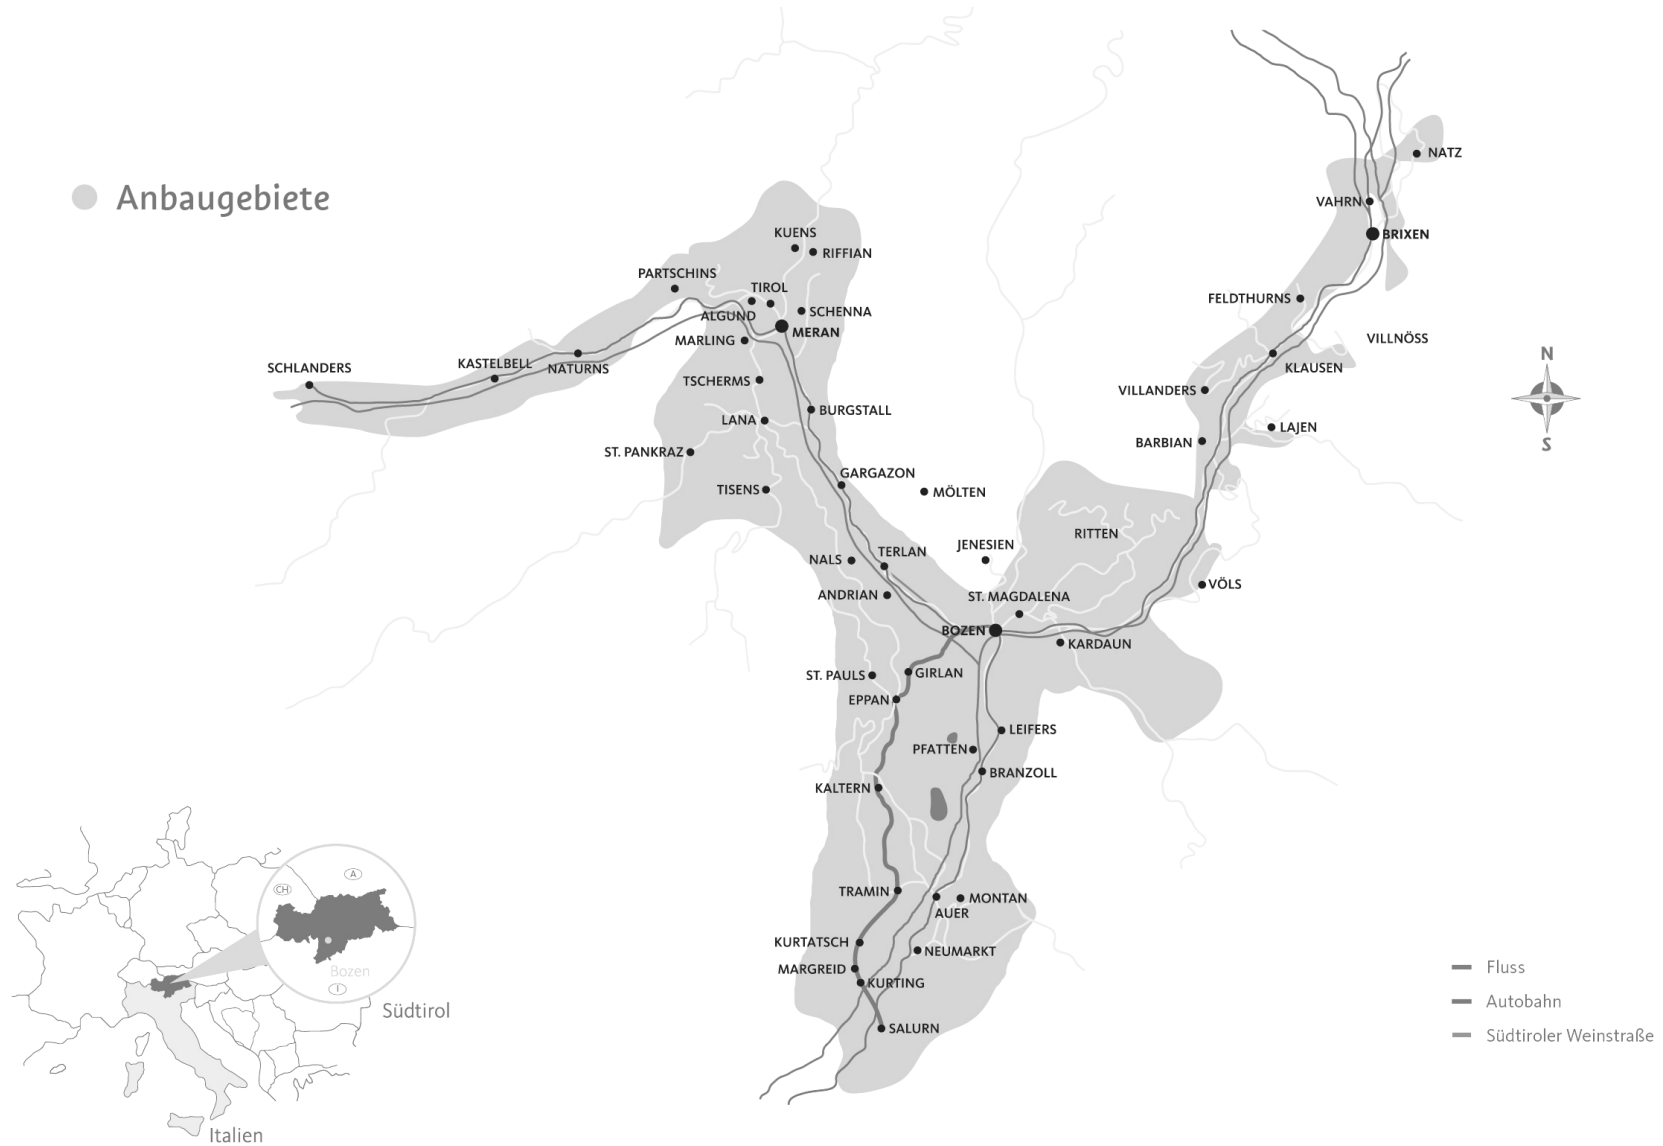 NATZ
Anbaugebiete
VAHRN
BRIXEN
KUENS
RIFFIAN
PARTSCHINS
TIROL
FELDTHURNS
ALGUND
SCHENNA
MERAN
MARLING
VILLNÖSS
SCHLANDERS
KASTELBELL
NATURNS
KLAUSEN
N
S
TSCHERMS
VILLANDERS
BURGSTALL
LANA
LAJEN
BARBIAN
ST. PANKRAZ
GARGAZON
TISENS
MÖLTEN
RITTEN
JENESIEN
TERLAN
NALS
VÖLS
ANDRIAN
ST. MAGDALENA
BOZEN
KARDAUN
ST. PAULS
GIRLAN
EPPAN
LEIFERS
PFATTEN
BRANZOLL
KALTERN
TRAMIN
MONTAN
AUER
KURTATSCH
NEUMARKT
MARGREID
KURTING
SALURN
CH
A
Bozen
I
Südtirol
Italien
Fluss
Autobahn
Südtiroler Weinstraße